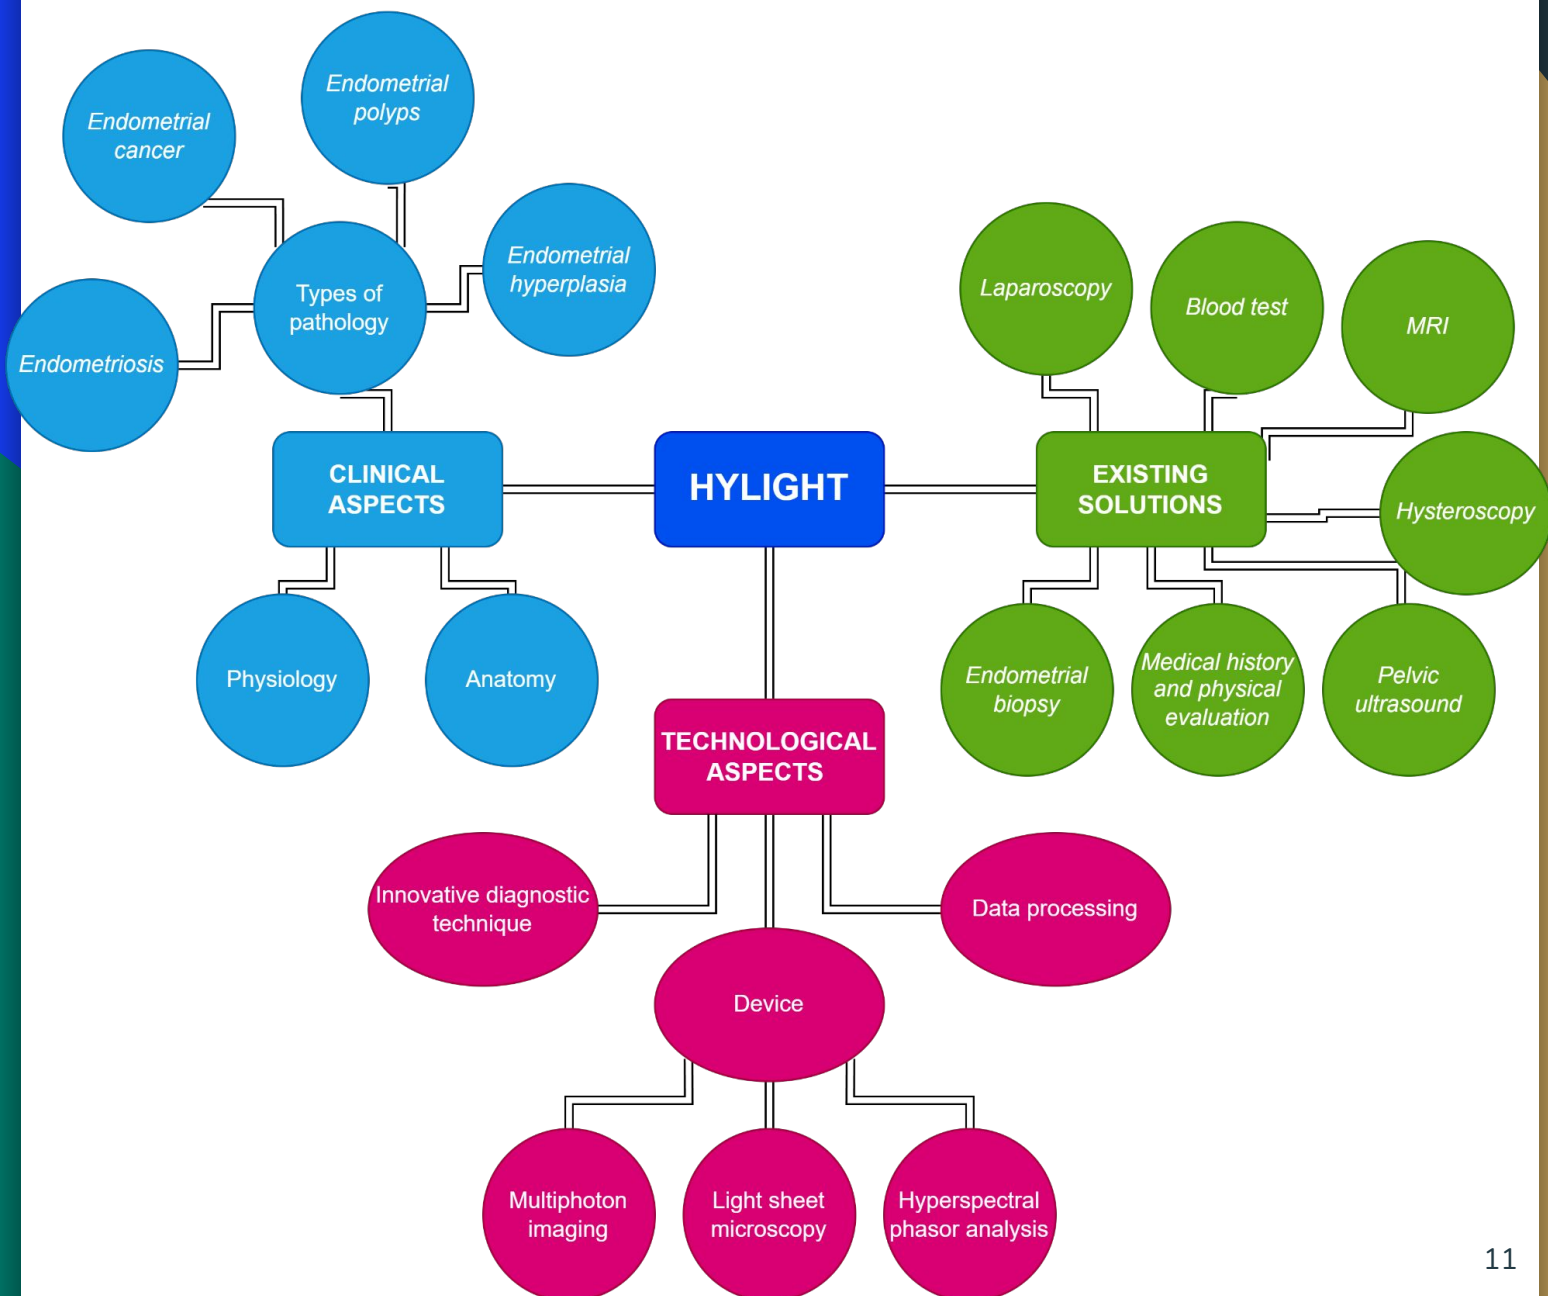 Endometrial
polyps
Endometrial
cancer
Endometrial
hyperplasia
Types of
pathology
Endometriosis
Laparoscopy
Blood test
MRI
CLINICAL
ASPECTS
HYLIGHT
EXISTING
SOLUTIONS
Hysteroscopy
Physiology
Anatomy
Endometrial
biopsy
Medical history
and physical
evaluation
Pelvic
ultrasound
TECHNOLOGICAL
ASPECTS
Innovative diagnostic
technique
Data processing
Device
Multiphoton
imaging
Light sheet
microscopy
Hyperspectral
phasor analysis
11